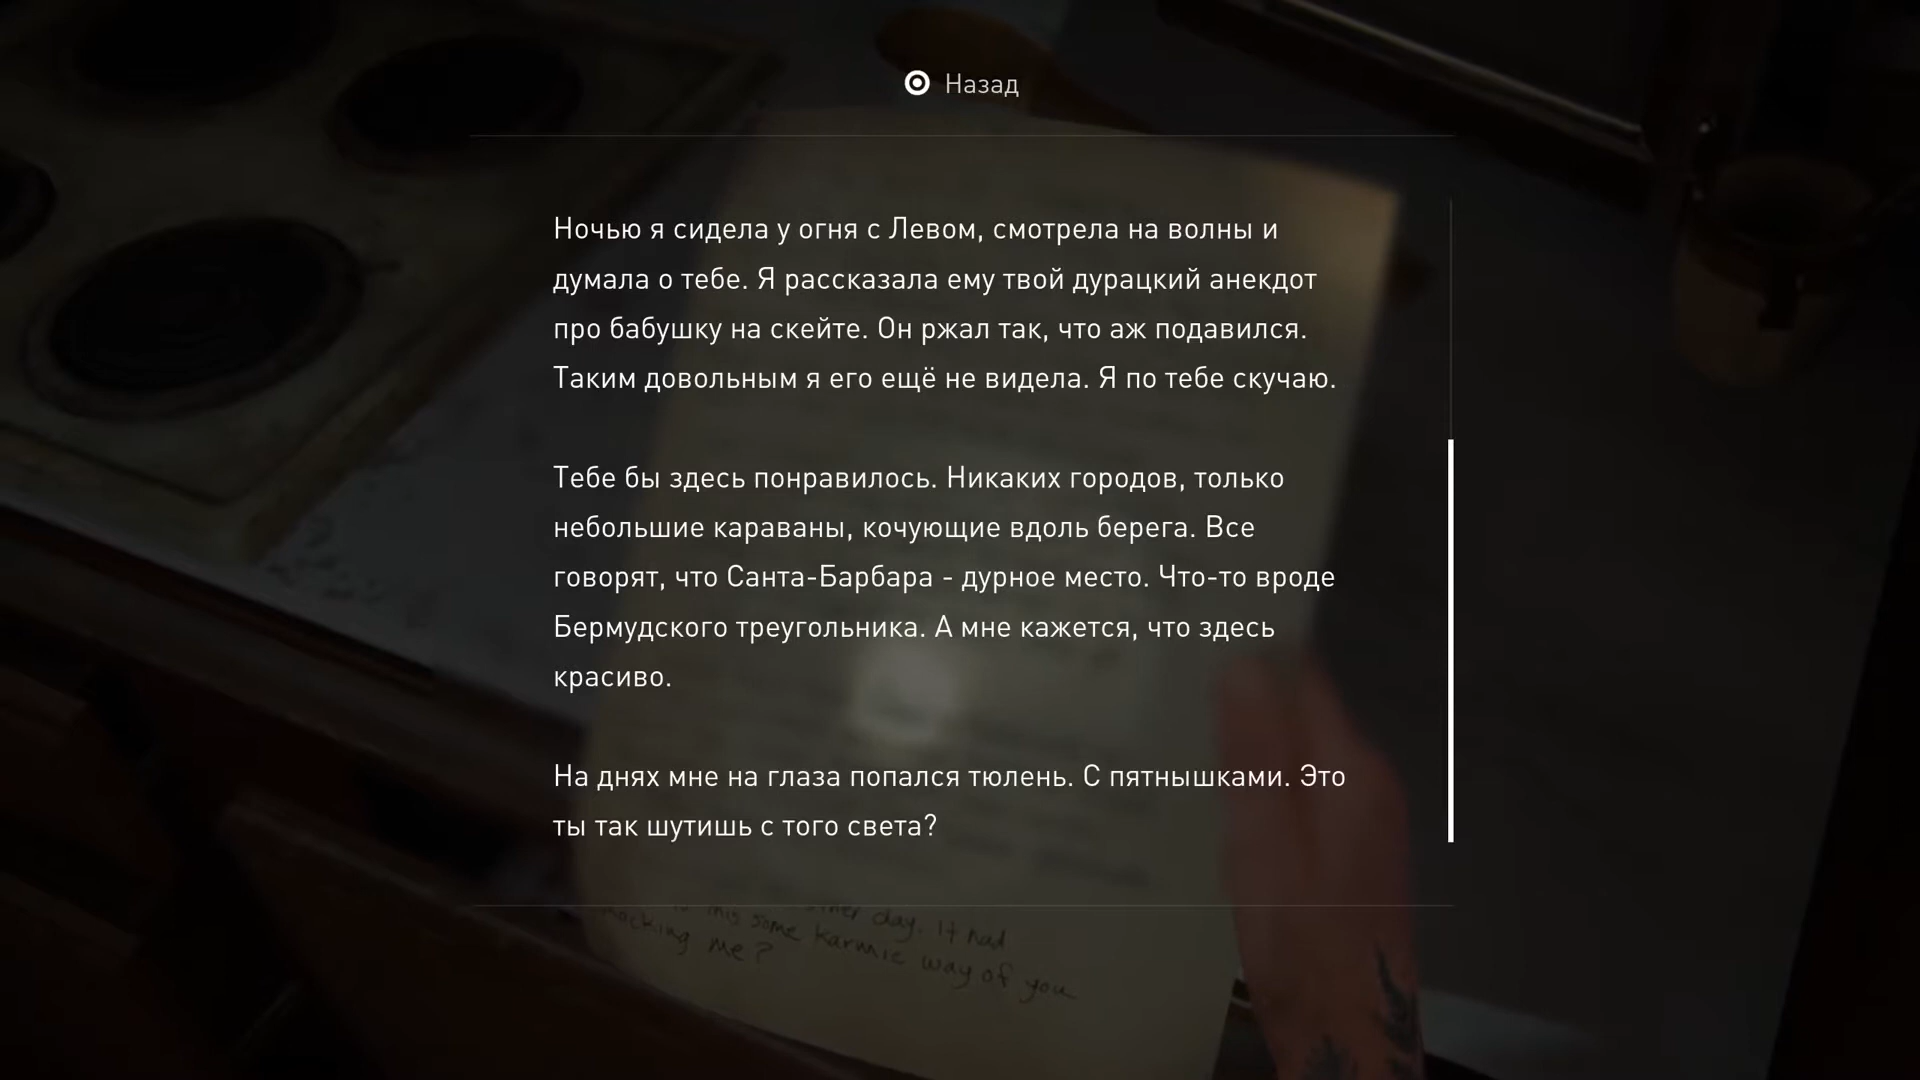 Назад
Ночью я сидела у огня с Левом, смотрела на волны и
думала о тебе. Я рассказала ему твой дурацкий анекдот
про бабушку на скейте. Он ржал так, что аж подавился.
Таким довольным я его ещё не видела. Я по тебе скучаю.
Тебе бы здесь понравилось. Никаких городов, только
небольшие караваны, кочующие вдоль берега. Все
говорят, что Санта-Барбара - дурное место. Что-то вроде
Бермудского треугольника. А мне кажется, что здесь
красиво.
На днях мне на глаза попался тюлень. С пятнышками. Это
ты так шутишь с того света?
day. It had
this some karmic way of you
mocking me?